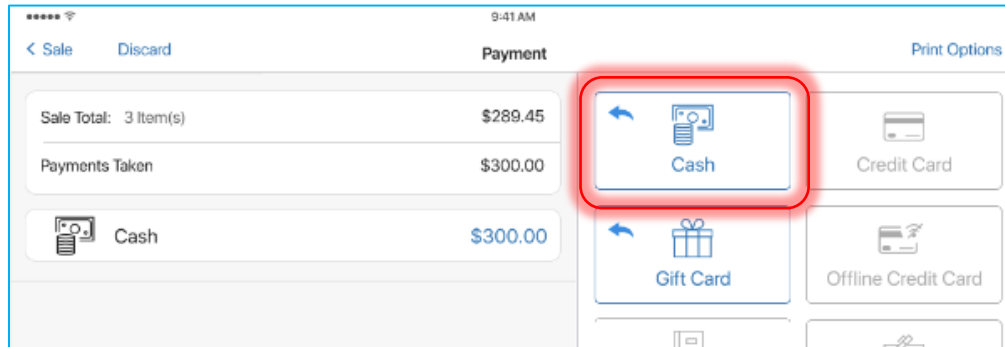 9:41 AM
Sale Discard Payment Print Options
Sale Total: 3 Item(s) $289.45
Payments Taken $300.00
Cash $300.00
Cash Credit Card
Gift Card Offline Credit Card